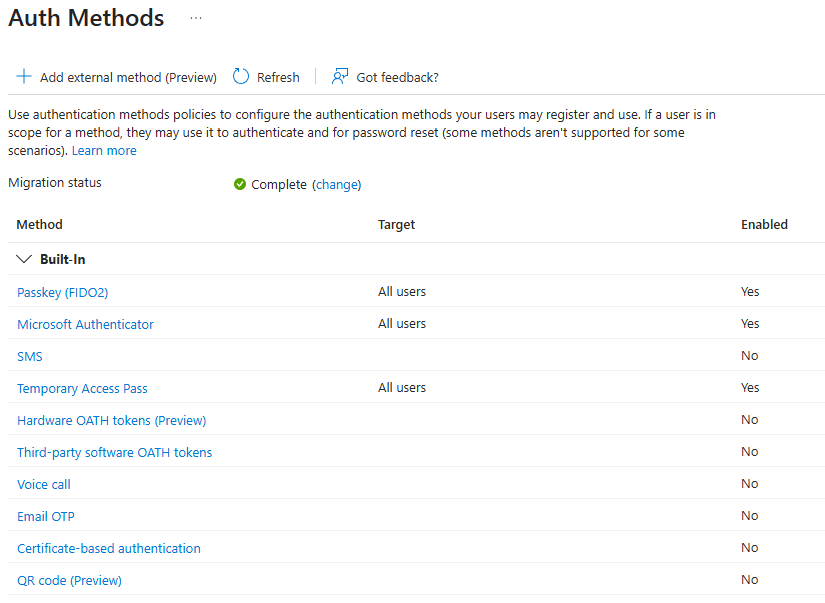 Auth Methods ...
Add external method (Preview) Refresh Got feedback?
Use authentication methods policies to configure the authentication methods your users may register and use. If a user is in
scope for a method, they may use it to authenticate and for password reset (some methods aren't supported for some
scenarios). Learn more
Migration status Complete (change)
Method Target Enabled
Built-In
Passkey (FIDO2) All users Yes
Microsoft Authenticator All users Yes
SMS No
Temporary Access Pass All users Yes
Hardware OATH tokens (Preview) No
Third-party software OATH tokens No
Voice call No
Email OTP No
Certificate-based authentication No
QR code (Preview) No